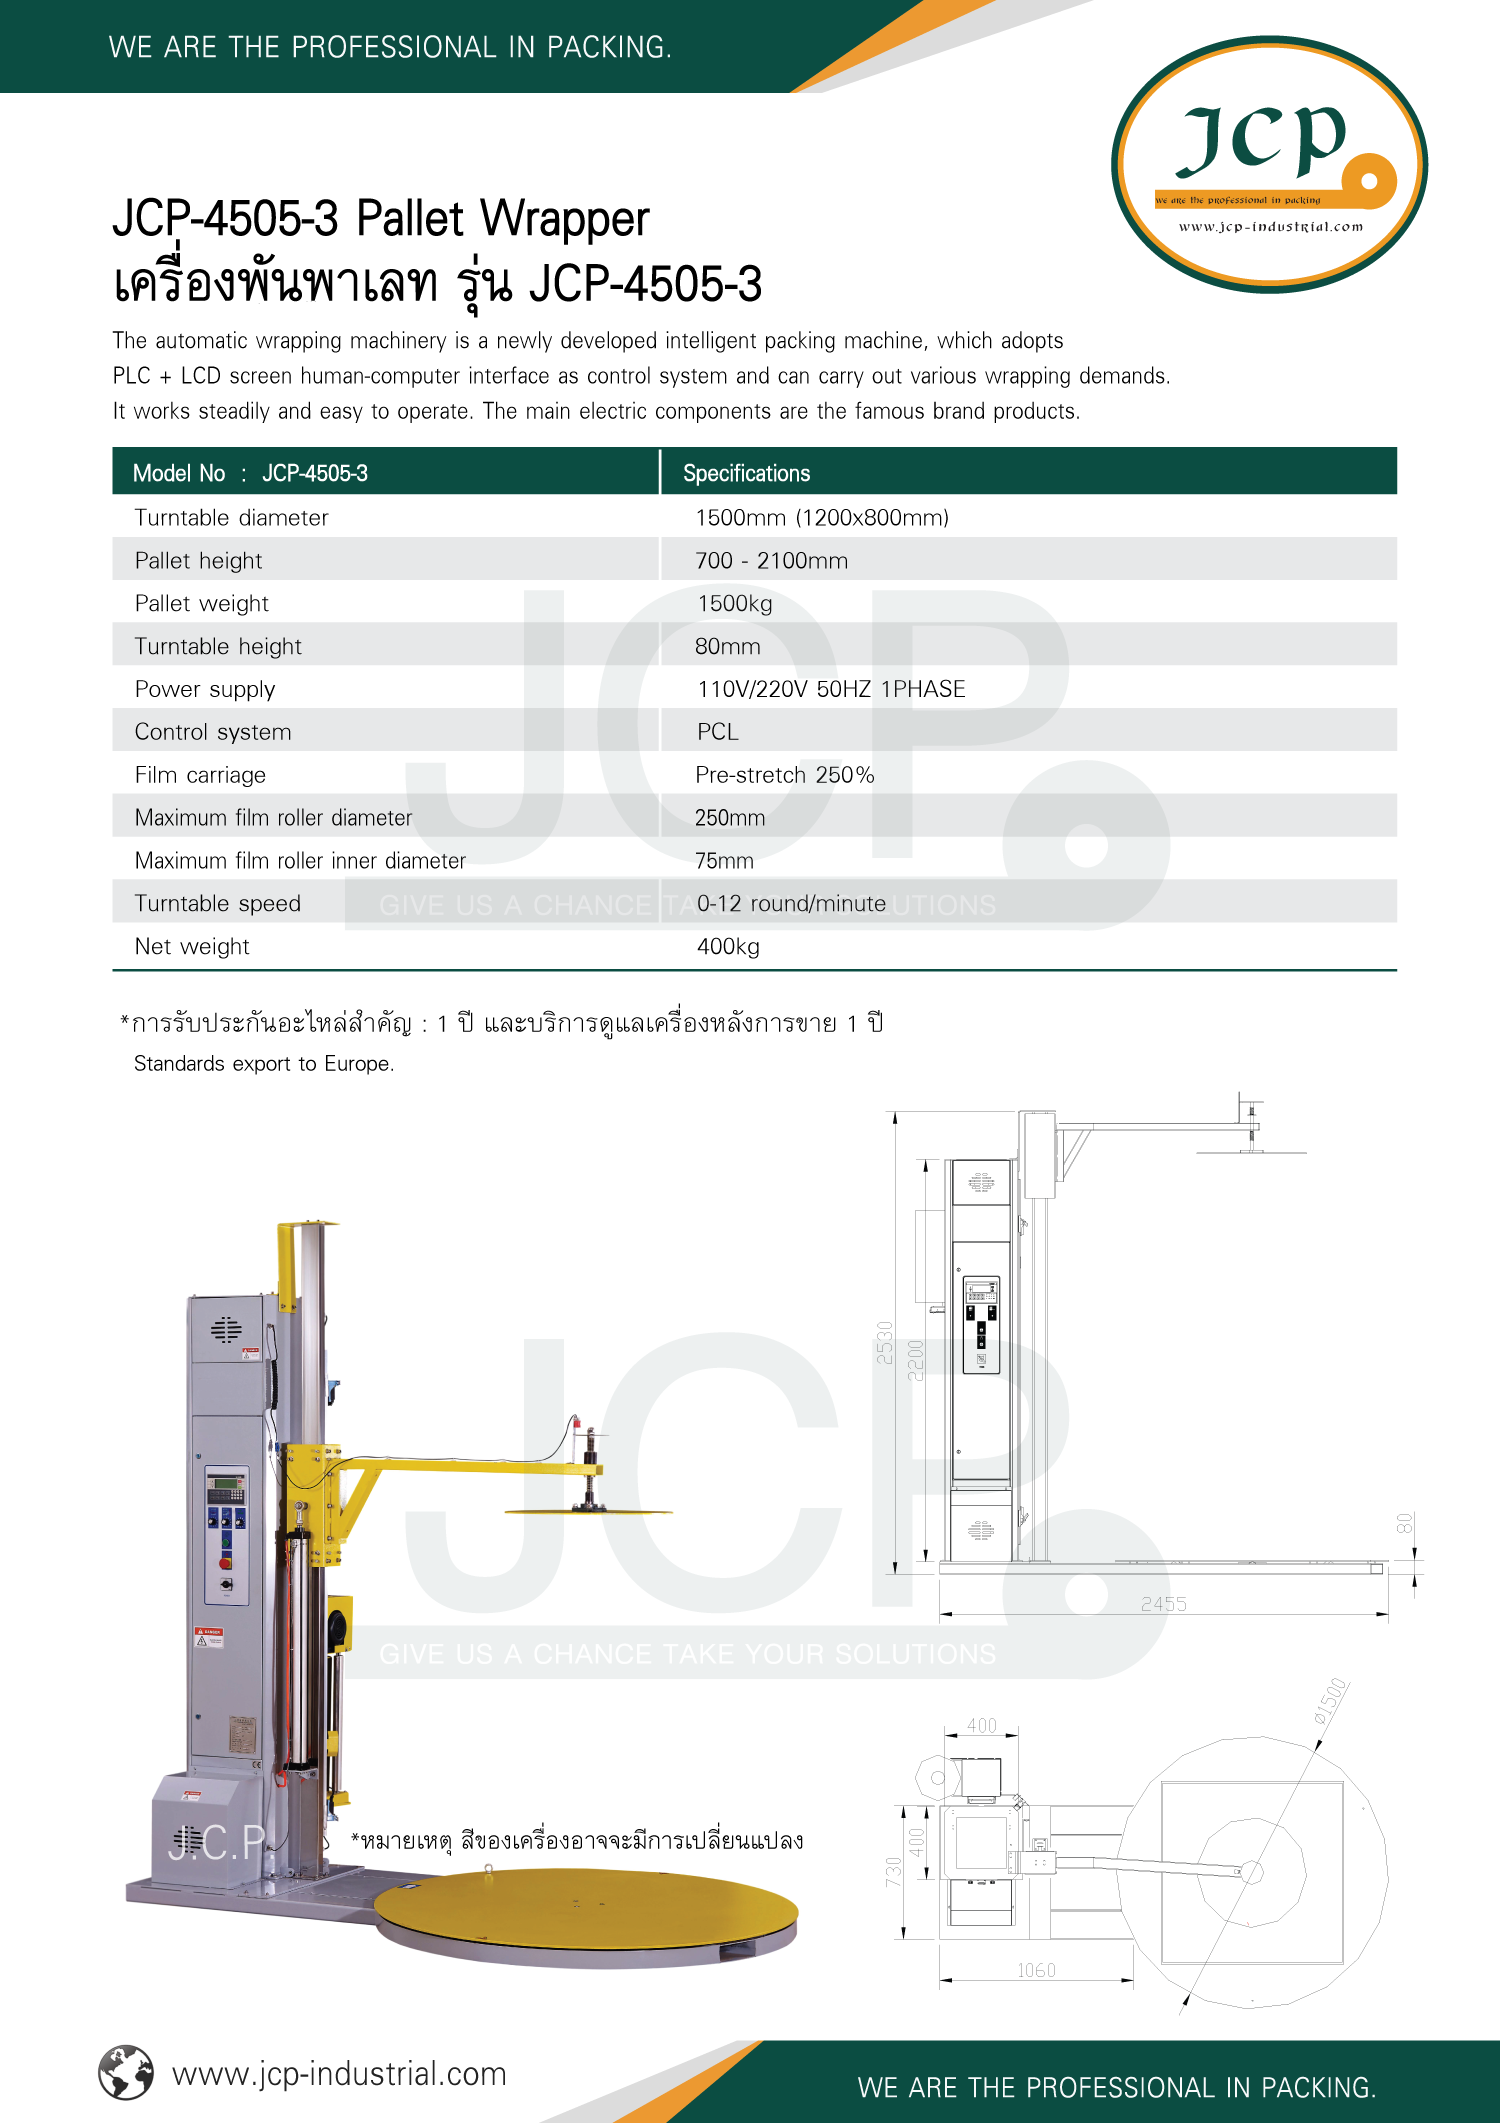 WE ARE THE PROFESSIONAL IN PACKING.
JCP
we are the professional in packing
www.jcp-industrial.com
JCP-4505-3 Pallet Wrapper
เครื่องพันพาเลท รุ่น JCP-4505-3
The automatic wrapping machinery is a newly developed intelligent packing machine, which adopts
PLC + LCD screen human-computer interface as control system and can carry out various wrapping demands.
It works steadily and easy to operate. The main electric components are the famous brand products.
Model No : JCP-4505-3 Specifications
Turntable diameter 1500mm (1200x800mm)
Pallet height 700 - 2100mm
Pallet weight 1500kg
Turntable height 80mm
Power supply 110V/220V 50HZ 1PHASE
Control system PCL
Film carriage Pre-stretch 250%
Maximum film roller diameter 250mm
Maximum film roller inner diameter 75mm
Turntable speed 0-12 round/minute
Net weight 400kg
JCP
GIVE US A CHANCE TAKE YOUR SOLUTIONS
*การรับประกันอะไหล่สำคัญ : 1 ปี และบริการดูแลเครื่องหลังการขาย 1 ปี
Standards export to Europe.
2530
2200
80
2455
JCP
GIVE US A CHANCE TAKE YOUR SOLUTIONS
DANGER
Ø1500
400
400
730
1060
J.C.P.
*หมายเหตุ สีของเครื่องอาจจะมีการเปลี่ยนแปลง
www.jcp-industrial.com
WE ARE THE PROFESSIONAL IN PACKING.